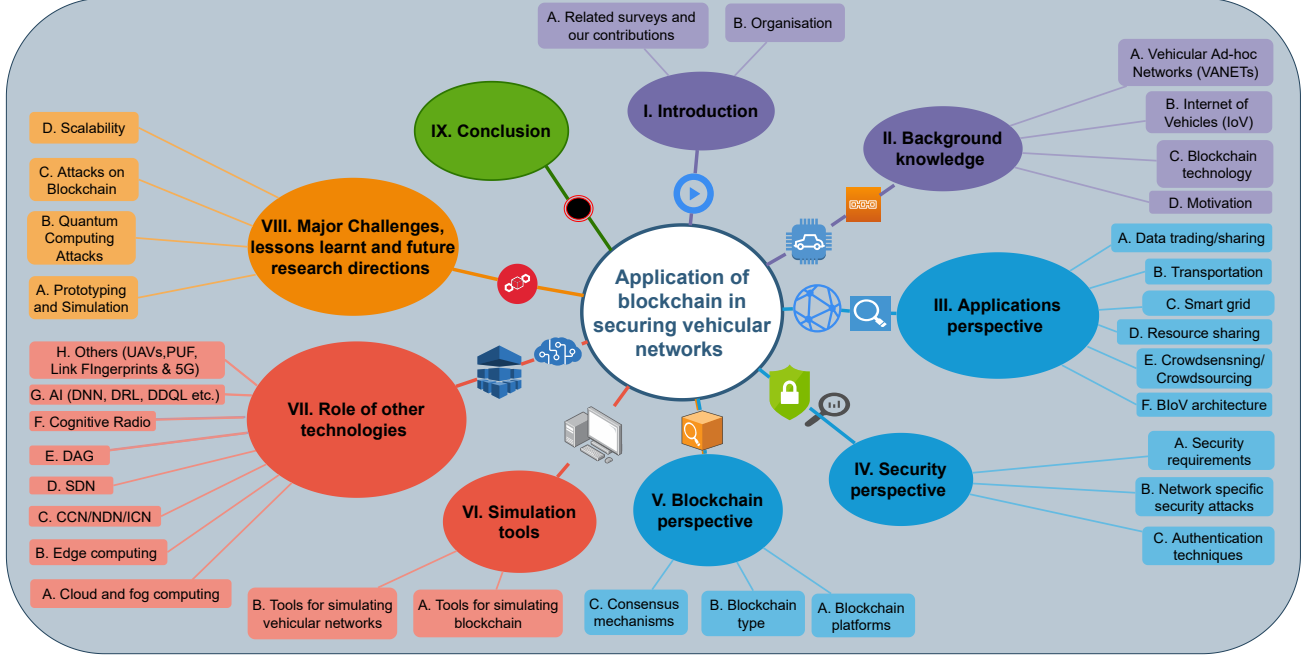 Application of
blockchain in
securing vehicular
networks
I. Introduction
A. Related surveys and
our contributions
B. Organisation
II. Background
knowledge
A. Vehicular Ad-hoc
Networks (VANETs)
B. Internet of
Vehicles (IoV)
C. Blockchain
technology
D. Motivation
III. Applications
perspective
A. Data trading/sharing
B. Transportation
C. Smart grid
D. Resource sharing
E. Crowdsensning/
Crowdsourcing
F. BIoV architecture
IV. Security
perspective
A. Security
requirements
B. Network specific
security attacks
C. Authentication
techniques
V. Blockchain
perspective
C. Consensus
mechanisms
B. Blockchain
type
A. Blockchain
platforms
VI. Simulation
tools
B. Tools for simulating
vehicular networks
A. Tools for simulating
blockchain
VII. Role of other
technologies
H. Others (UAVs,PUF,
Link FIngerprints & 5G)
G. AI (DNN, DRL, DDQL etc.)
F. Cognitive Radio
E. DAG
D. SDN
C. CCN/NDN/ICN
B. Edge computing
A. Cloud and fog computing
VIII. Major Challenges,
lessons learnt and future
research directions
D. Scalability
C. Attacks on
Blockchain
B. Quantum
Computing
Attacks
A. Prototyping
and Simulation
IX. Conclusion